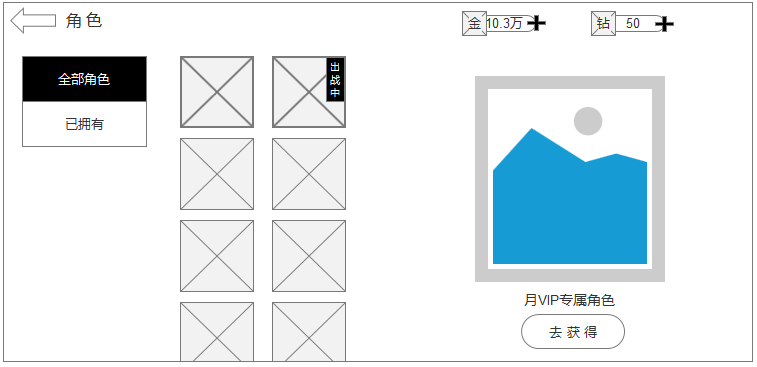 角 色
金 10.3万
钻 50
全部角色
已拥有
出
战
中
月VIP专属角色
去 获 得